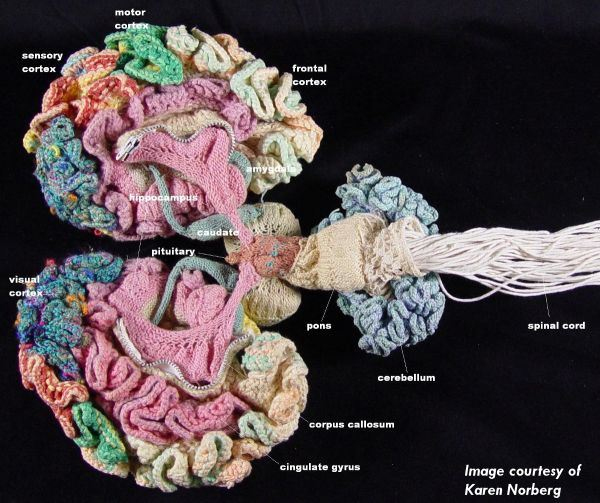 motor
cortex
sensory
cortex
frontal
cortex
amygdala
hippocampus
caudate
pituitary
visual
cortex
pons
spinal cord
cerebellum
corpus callosum
cingulate gyrus
Image courtesy of
Karen Norberg